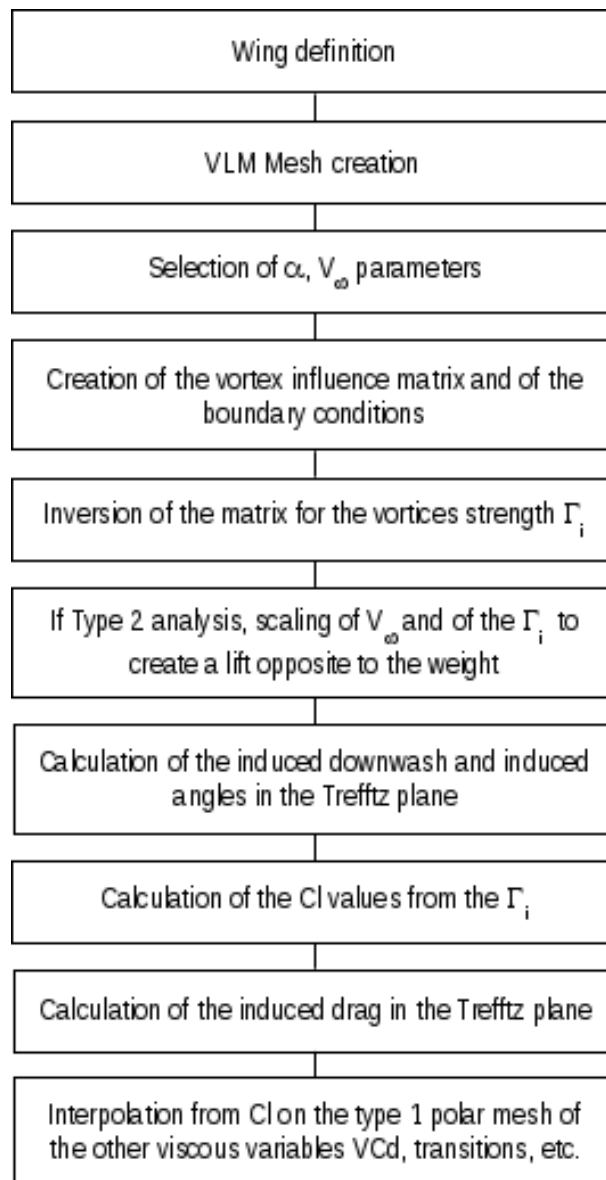 Wing definition
VLM Mesh creation
Selection of α, V∞ parameters
Creation of the vortex influence matrix and of the
boundary conditions
Inversion of the matrix for the vortices strength Γi
If Type 2 analysis, scaling of V∞ and of the Γi to
create a lift opposite to the weight
Calculation of the induced downwash and induced
angles in the Trefftz plane
Calculation of the Cl values from the Γi
Calculation of the induced drag in the Trefftz plane
Interpolation from Cl on the type 1 polar mesh of
the other viscous variables VCd, transitions, etc.